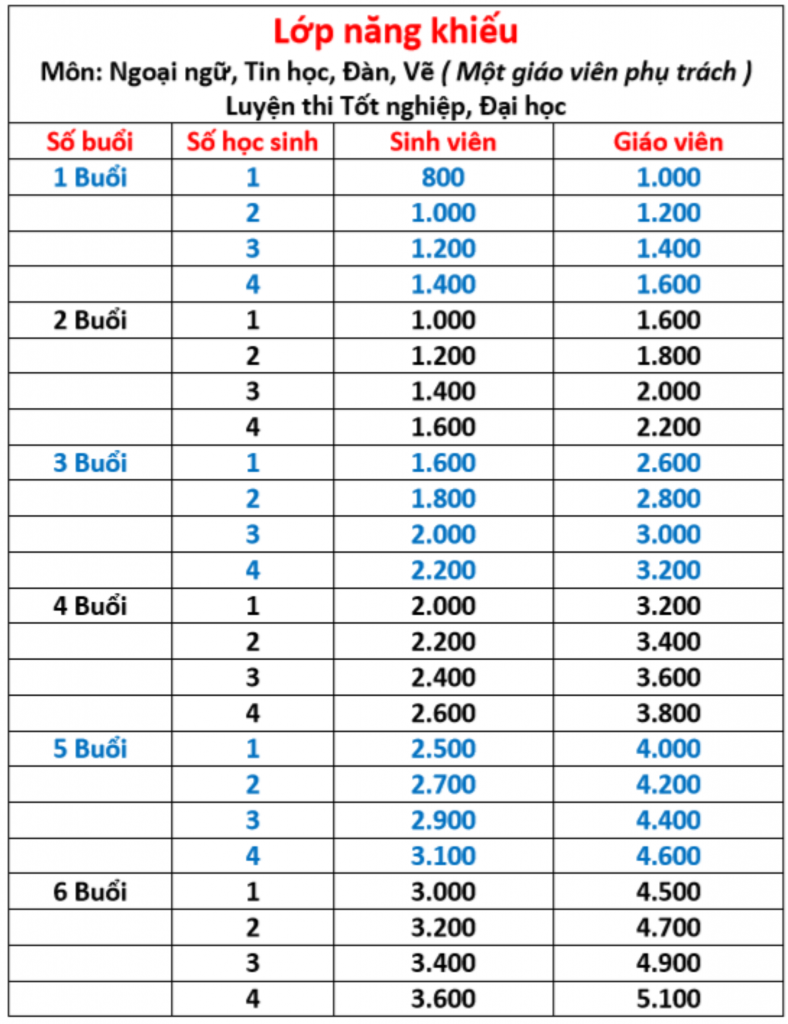 Lớp năng khiếu
Môn: Ngoại ngữ, Tin học, Đàn, Vẽ ( Một giáo viên phụ trách )
Luyện thi Tốt nghiệp, Đại học
Số buổi Số học sinh Sinh viên Giáo viên
1 Buổi 1 800 1.000
2 1.000 1.200
3 1.200 1.400
4 1.400 1.600
2 Buổi 1 1.000 1.600
2 1.200 1.800
3 1.400 2.000
4 1.600 2.200
3 Buổi 1 1.600 2.600
2 1.800 2.800
3 2.000 3.000
4 2.200 3.200
4 Buổi 1 2.000 3.200
2 2.200 3.400
3 2.400 3.600
4 2.600 3.800
5 Buổi 1 2.500 4.000
2 2.700 4.200
3 2.900 4.400
4 3.100 4.600
6 Buổi 1 3.000 4.500
2 3.200 4.700
3 3.400 4.900
4 3.600 5.100